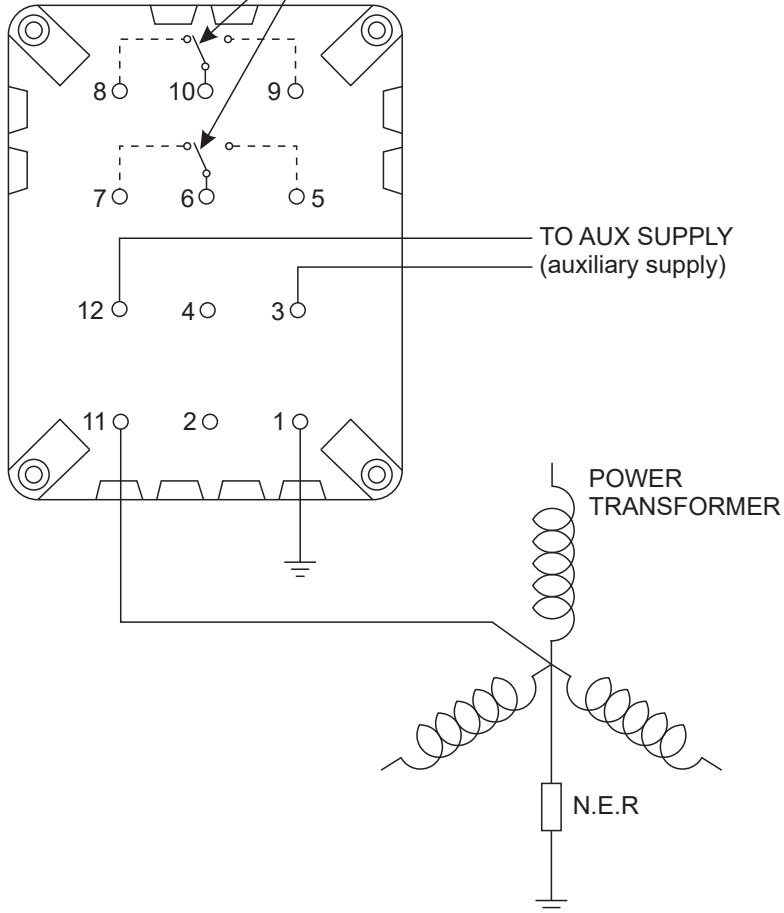 8 10 9
7 6 5
TO AUX SUPPLY
(auxiliary supply)
12 4 3
11 2 1
POWER
TRANSFORMER
N.E.R